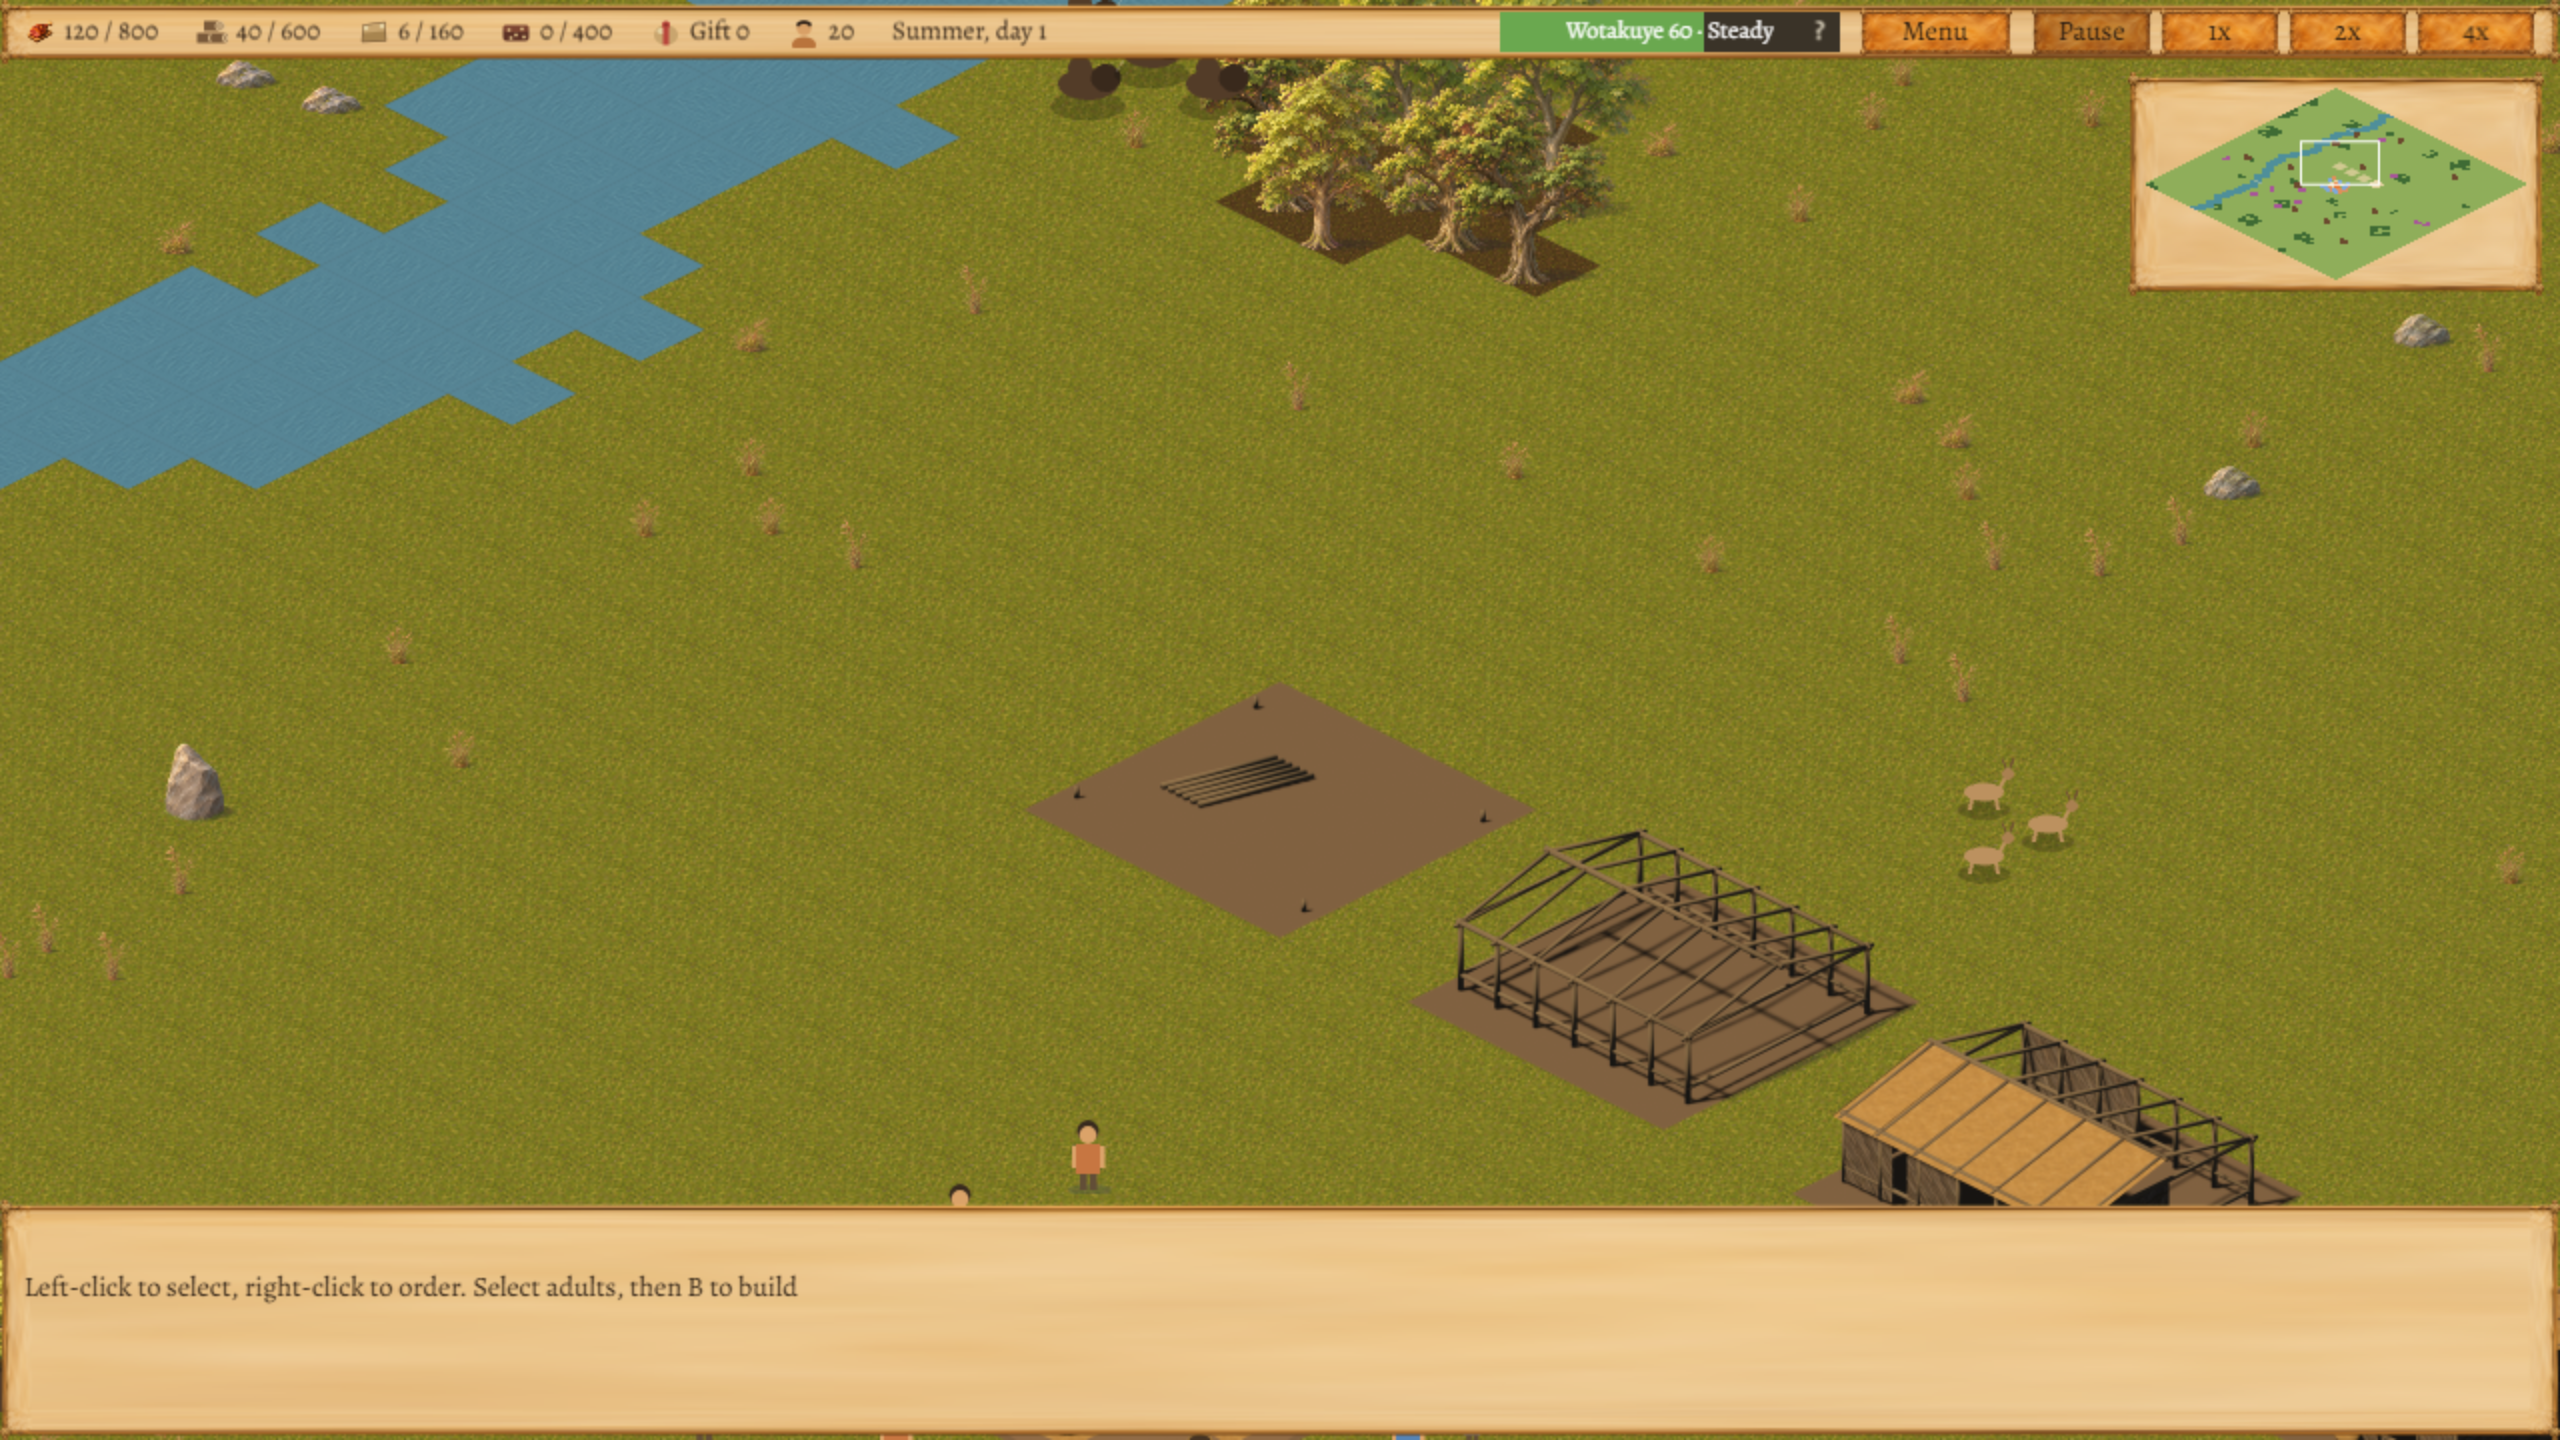 120 / 800 40 / 600 6 / 160 0 / 400 Gift 0 20 Summer, day 1 Wotakuye 60 · Steady ? Menu Pause 1x 2x 4x
Left-click to select, right-click to order. Select adults, then B to build